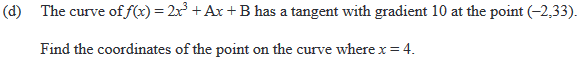 (d) The curve of f(x) = 2x³ + Ax + B has a tangent with gradient 10 at the point (−2,33).
Find the coordinates of the point on the curve where x = 4.